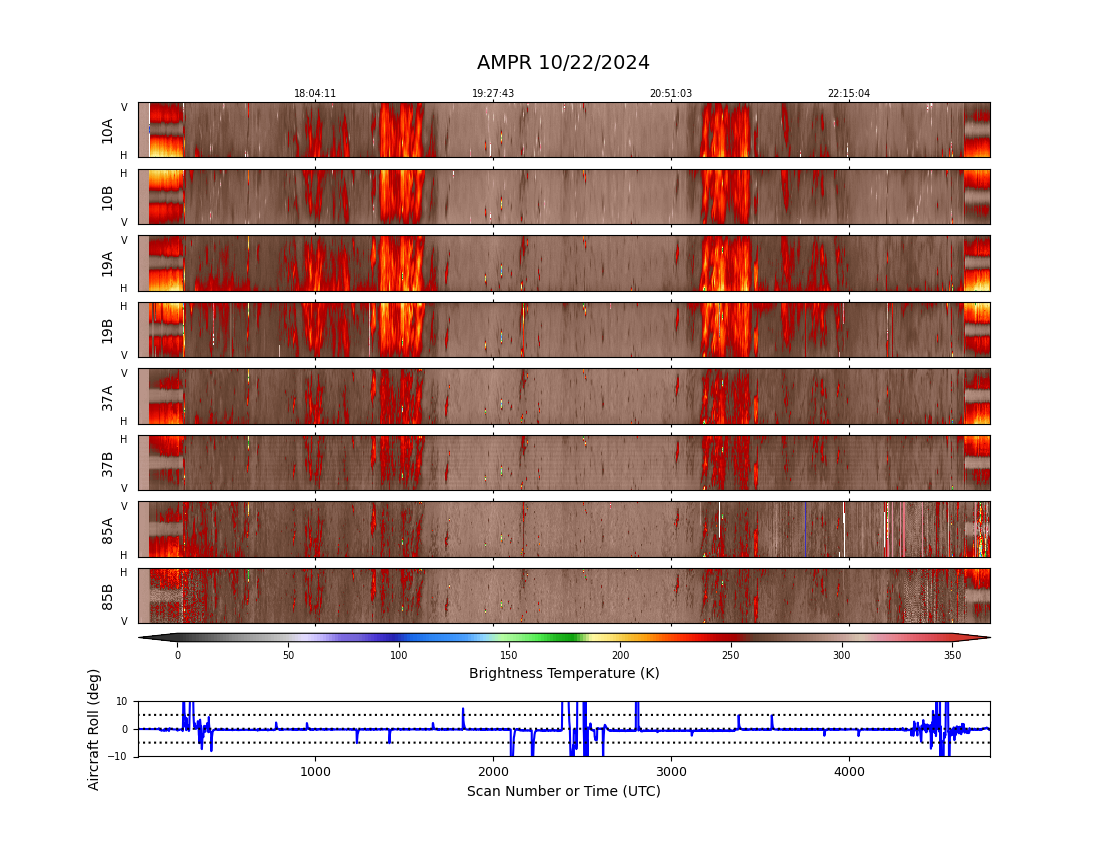 AMPR 10/22/2024
18:04:11 19:27:43 20:51:03 22:15:04
V
10A
H
H
10B
V
V
19A
H
H
19B
V
V
37A
H
H
37B
V
V
85A
H
H
85B
V
0 50 100 150 200 250 300 350
Brightness Temperature (K)
Aircraft Roll (deg)
10
0
−10
1000 2000 3000 4000
Scan Number or Time (UTC)